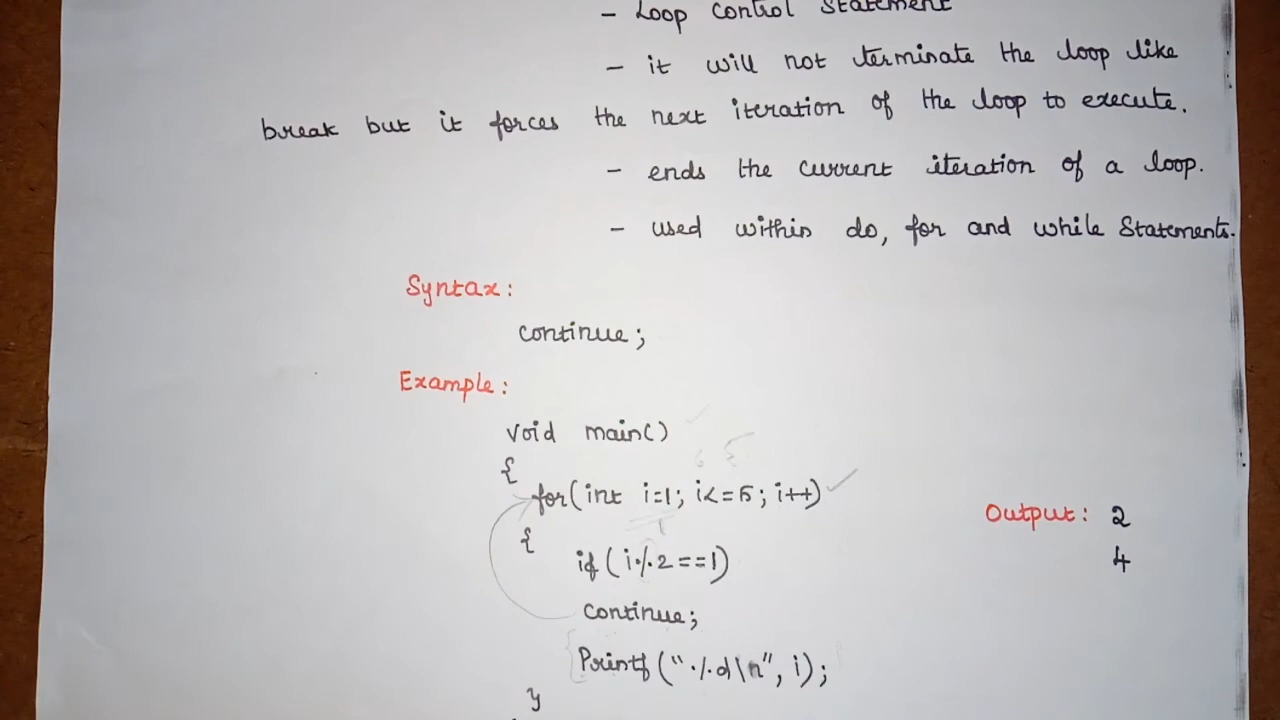 - Loop control statement
- it will not terminate the loop like
break but it forces the next iteration of the loop to execute.
- ends the current iteration of a loop.
- used within do, for and while Statements.
Syntax:
continue;
Example:
void main()
{
for(int i=1; i<=5; i++)
{
if(i%2==1)
continue;
Printf("%d\n", i);
}
Output: 2
4